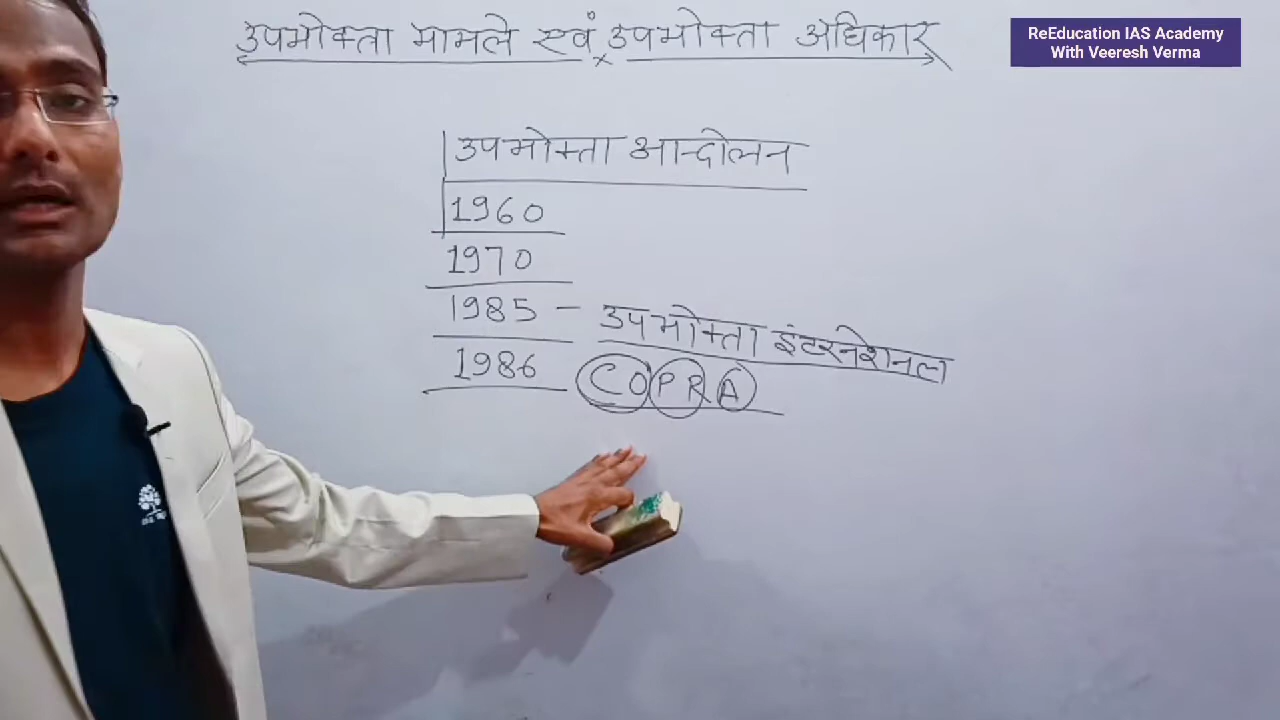 उपभोक्ता मामले एवं उपभोक्ता अधिकार
ReEducation IAS Academy
With Veeresh Verma
उपभोक्ता आन्दोलन
1960
1970
1985 - उपभोक्ता इंटरनेशनल
1986 COPRA